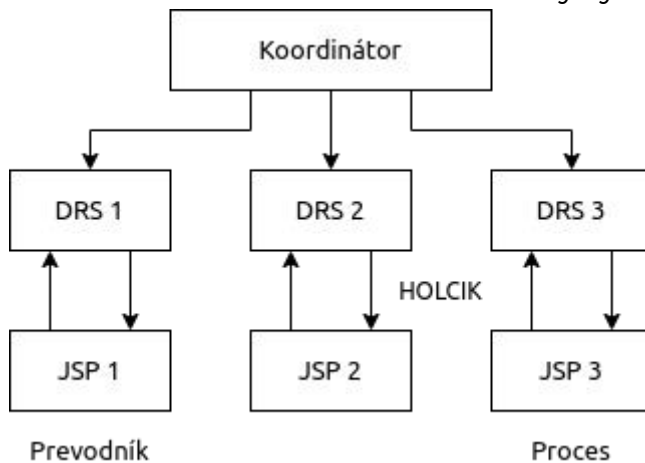 Koordinátor
DRS 1
DRS 2
DRS 3
HOLCIK
JSP 1
JSP 2
JSP 3
Prevodník
Proces